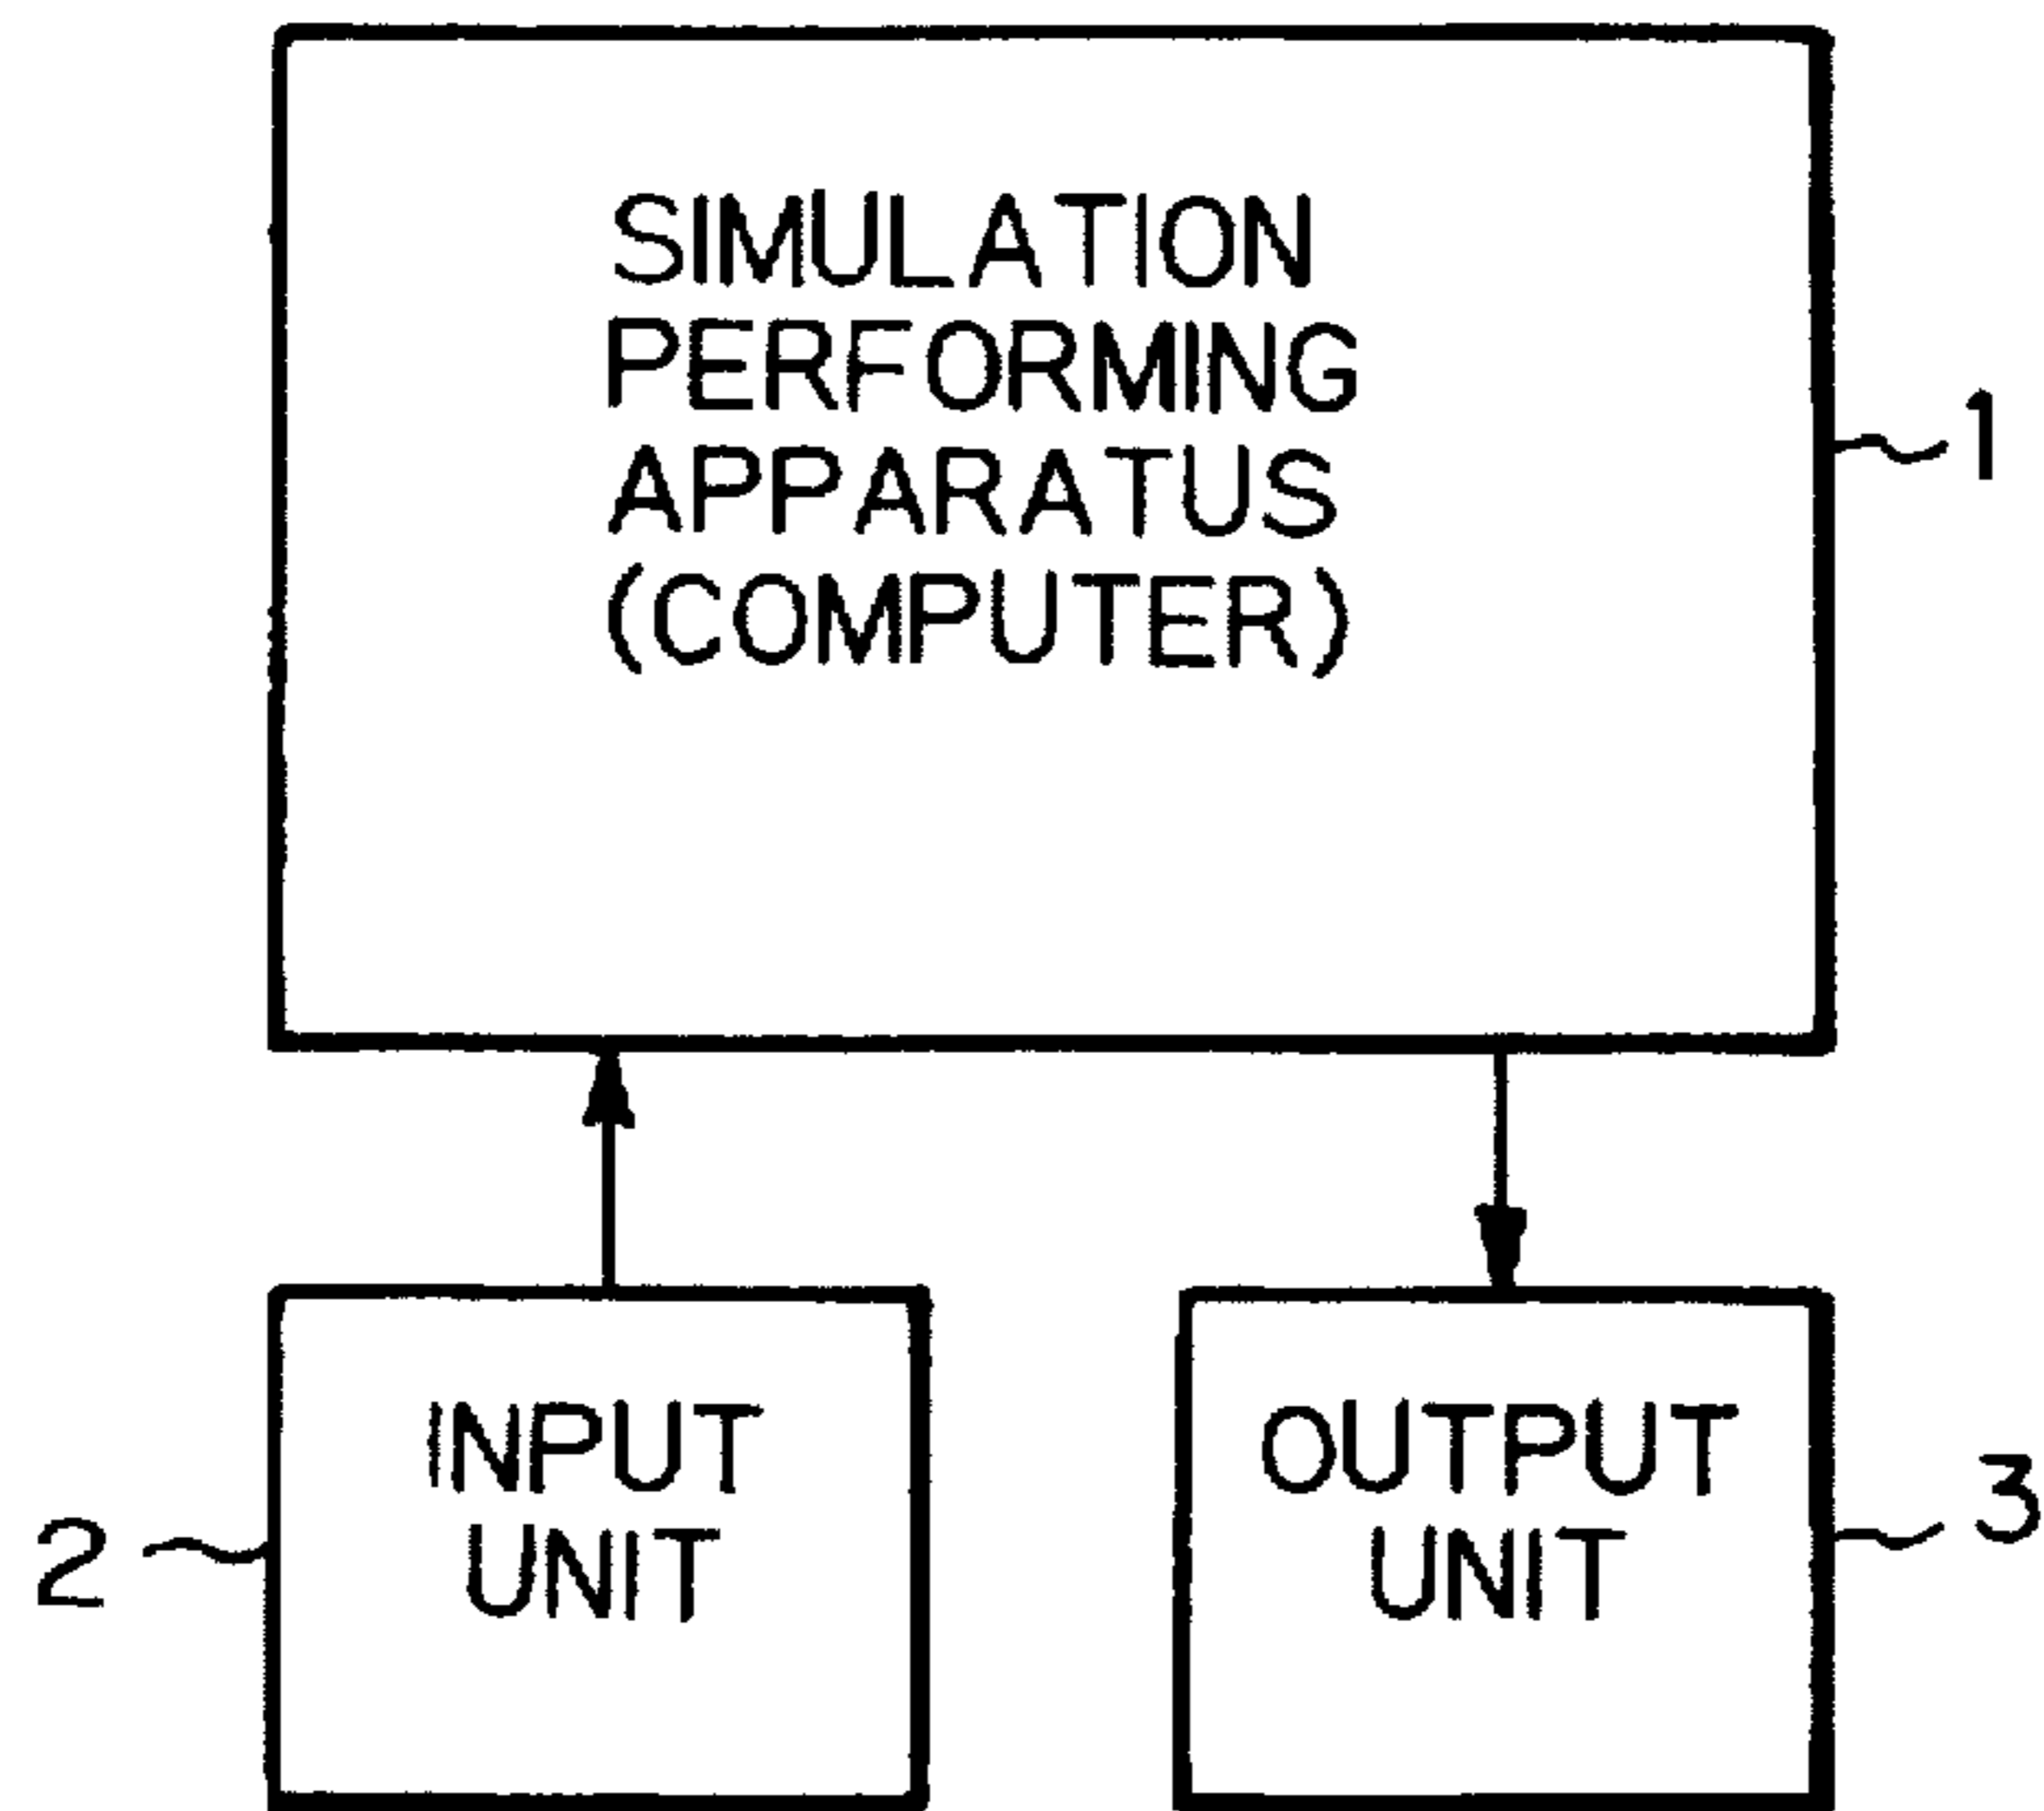 SIMULATION
PERFORMING
APPARATUS
(COMPUTER)
1
INPUT
UNIT
2
OUTPUT
UNIT
3